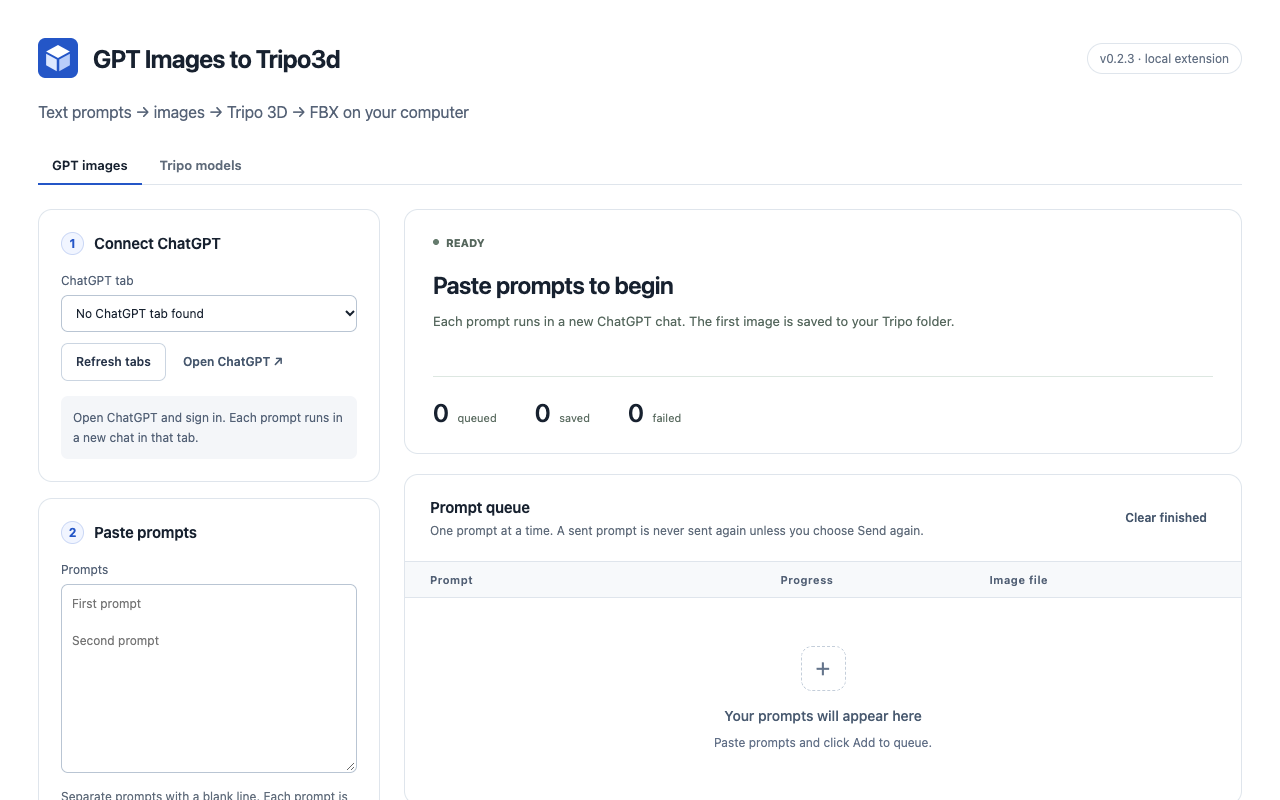 GPT Images to Tripo3d
v0.2.3 · local extension
Text prompts → images → Tripo 3D → FBX on your computer
GPT images
Tripo models
1 Connect ChatGPT
ChatGPT tab
No ChatGPT tab found
Refresh tabs
Open ChatGPT ↗
Open ChatGPT and sign in. Each prompt runs in
a new chat in that tab.
2 Paste prompts
Prompts
First prompt
Second prompt
Separate prompts with a blank line. Each prompt is
READY
Paste prompts to begin
Each prompt runs in a new ChatGPT chat. The first image is saved to your Tripo folder.
0 queued
0 saved
0 failed
Prompt queue
One prompt at a time. A sent prompt is never sent again unless you choose Send again.
Clear finished
Prompt
Progress
Image file
+
Your prompts will appear here
Paste prompts and click Add to queue.